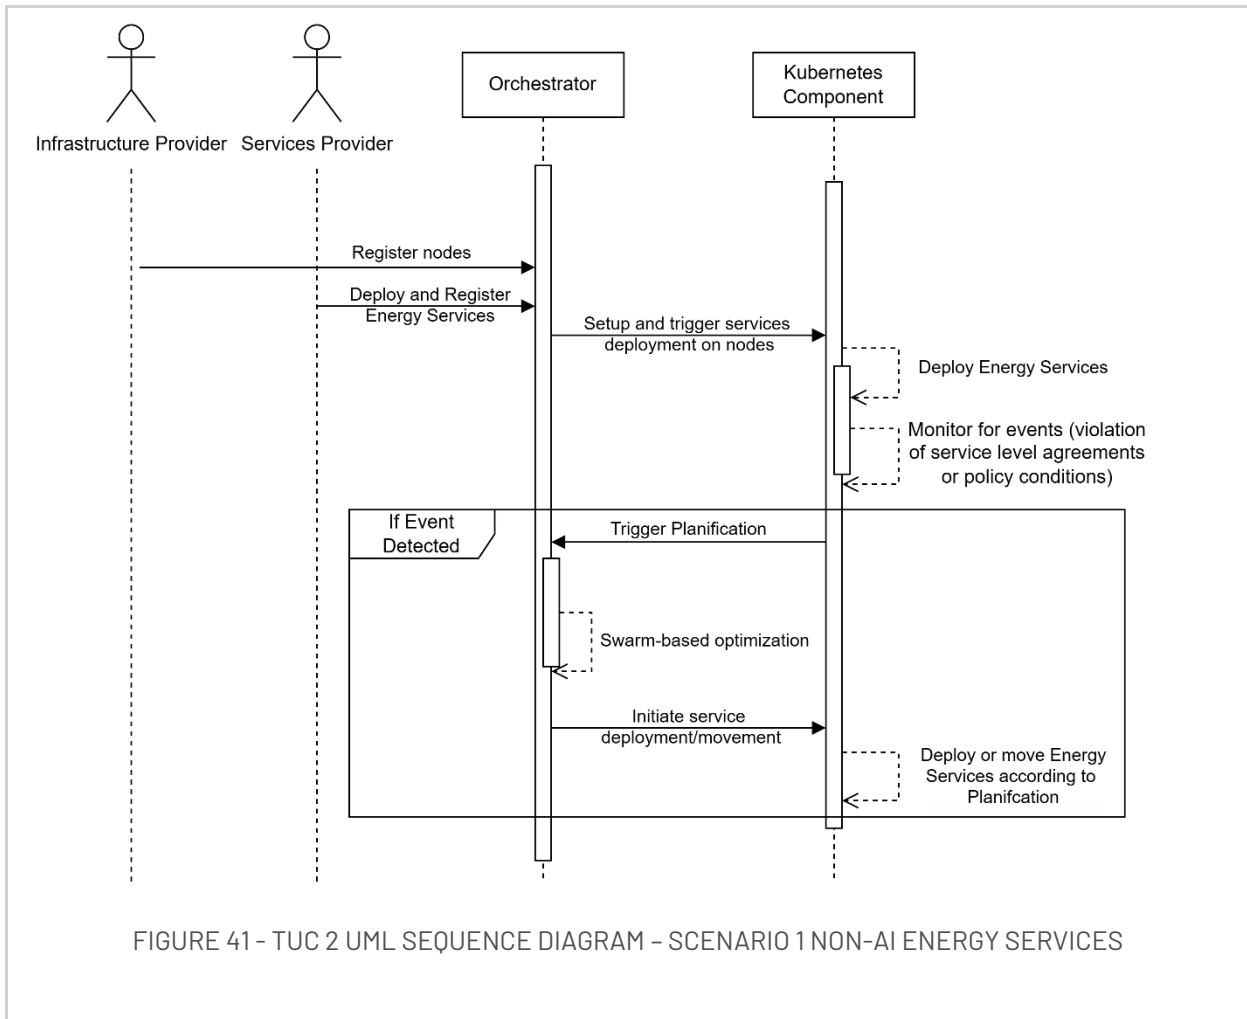 Infrastructure Provider
Services Provider
Orchestrator
Kubernetes
Component
Register nodes
Deploy and Register
Energy Services
Setup and trigger services
deployment on nodes
Deploy Energy Services
Monitor for events (violation
of service level agreements
or policy conditions)
If Event
Detected
Trigger Planification
Swarm-based optimization
Initiate service
deployment/movement
Deploy or move Energy
Services according to
Planifcation
FIGURE 41 - TUC 2 UML SEQUENCE DIAGRAM – SCENARIO 1 NON-AI ENERGY SERVICES